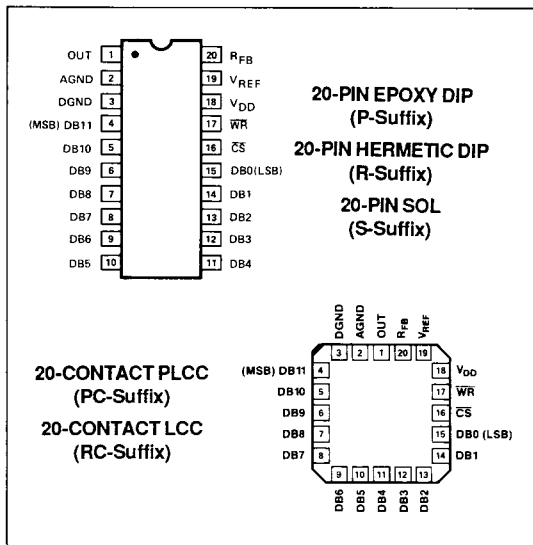 OUT 1 20 RFB
AGND 2 19 VREF
DGND 3 18 VDD
(MSB) DB11 4 17 W̅R̅
DB10 5 16 C̅S̅
DB9 6 15 DB0(LSB)
DB8 7 14 DB1
DB7 8 13 DB2
DB6 9 12 DB3
DB5 10 11 DB4
20-PIN EPOXY DIP
(P-Suffix)
20-PIN HERMETIC DIP
(R-Suffix)
20-PIN SOL
(S-Suffix)
20-CONTACT PLCC
(PC-Suffix)
20-CONTACT LCC
(RC-Suffix)
DGND AGND OUT RFB VREF
3 2 1 20 19
(MSB) DB11 4 18 VDD
DB10 5 17 W̅R̅
DB9 6 16 C̅S̅
DB8 7 15 DB0 (LSB)
DB7 8 14 DB1
9 10 11 12 13
DB6 DB5 DB4 DB3 DB2